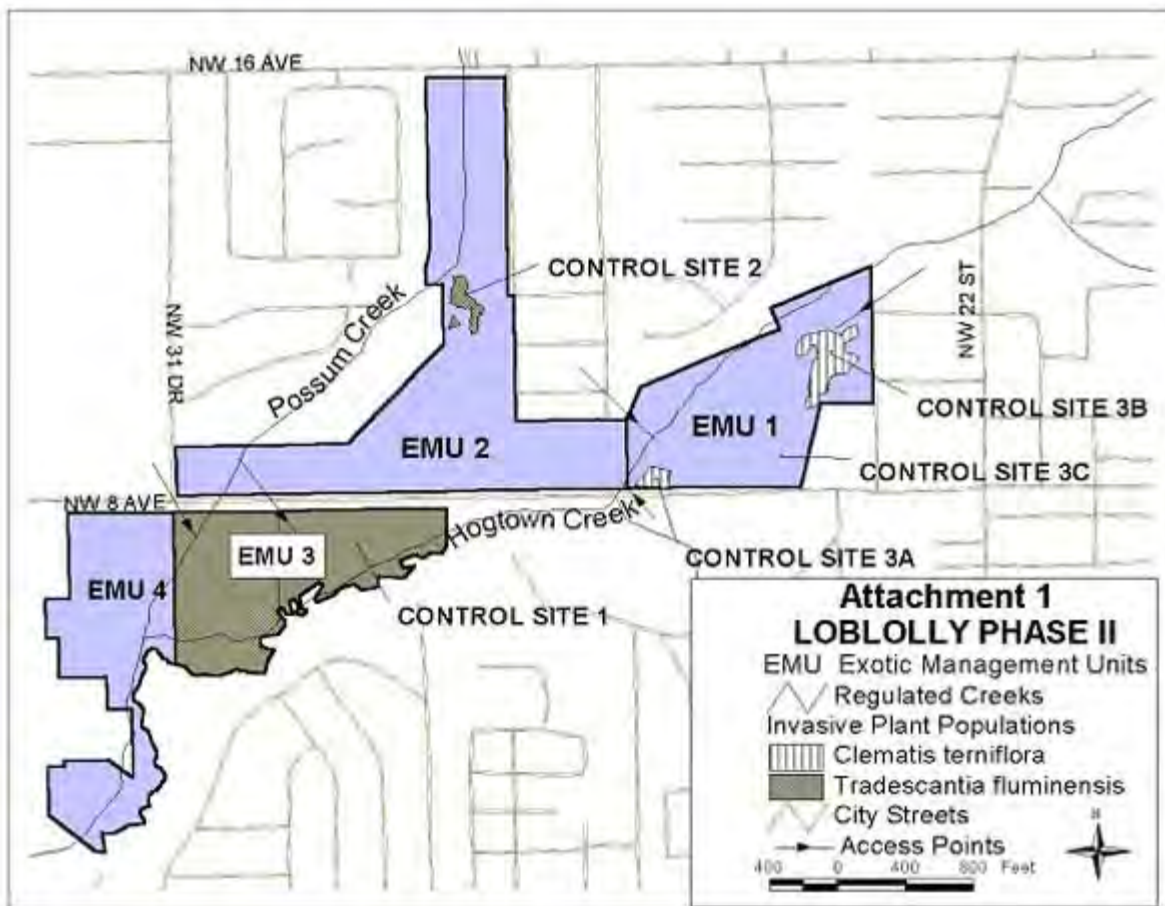 NW 16 AVE
CONTROL SITE 2
Possum Creek
NW 31 DR
NW 22 ST
EMU 1
CONTROL SITE 3B
EMU 2
CONTROL SITE 3C
NW 8 AVE
Hogtown Creek
EMU 3
CONTROL SITE 3A
EMU 4
CONTROL SITE 1
Attachment 1
LOBLOLLY PHASE II
EMU Exotic Management Units
Regulated Creeks
Invasive Plant Populations
Clematis terniflora
Tradescantia fluminensis
City Streets
Access Points
N
400 0 400 800 Feet